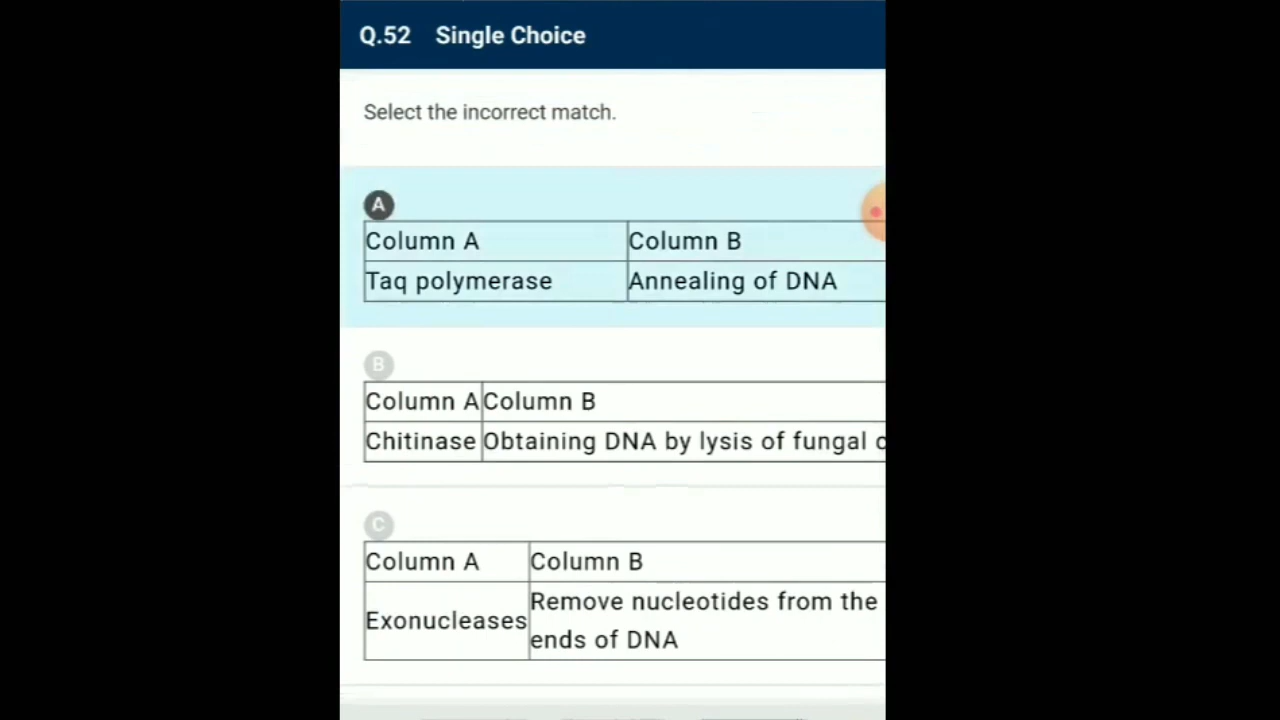 Q.52 Single Choice
Select the incorrect match.
A
Column A Column B
Taq polymerase Annealing of DNA
B
Column A Column B
Chitinase Obtaining DNA by lysis of fungal
C
Column A Column B
Exonucleases Remove nucleotides from the
ends of DNA